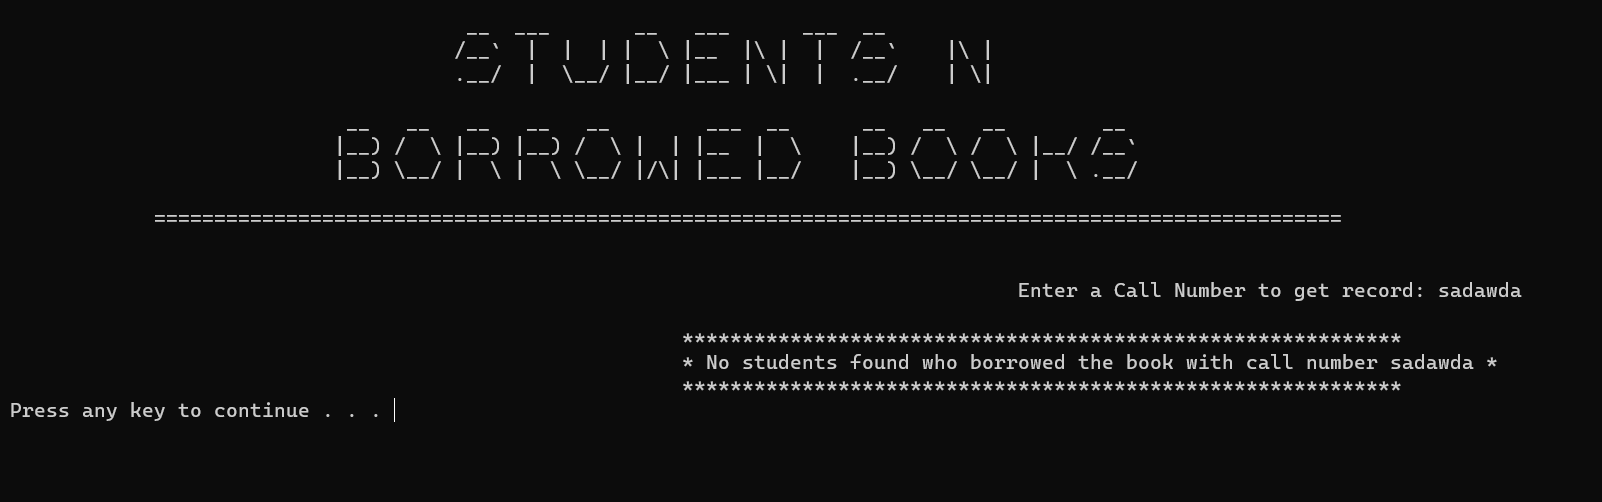 STUDENTS N
BORROWED BOOKS
===================================================================================================
Enter a Call Number to get record: sadawda
************************************************************
* No students found who borrowed the book with call number sadawda *
************************************************************
Press any key to continue . . .